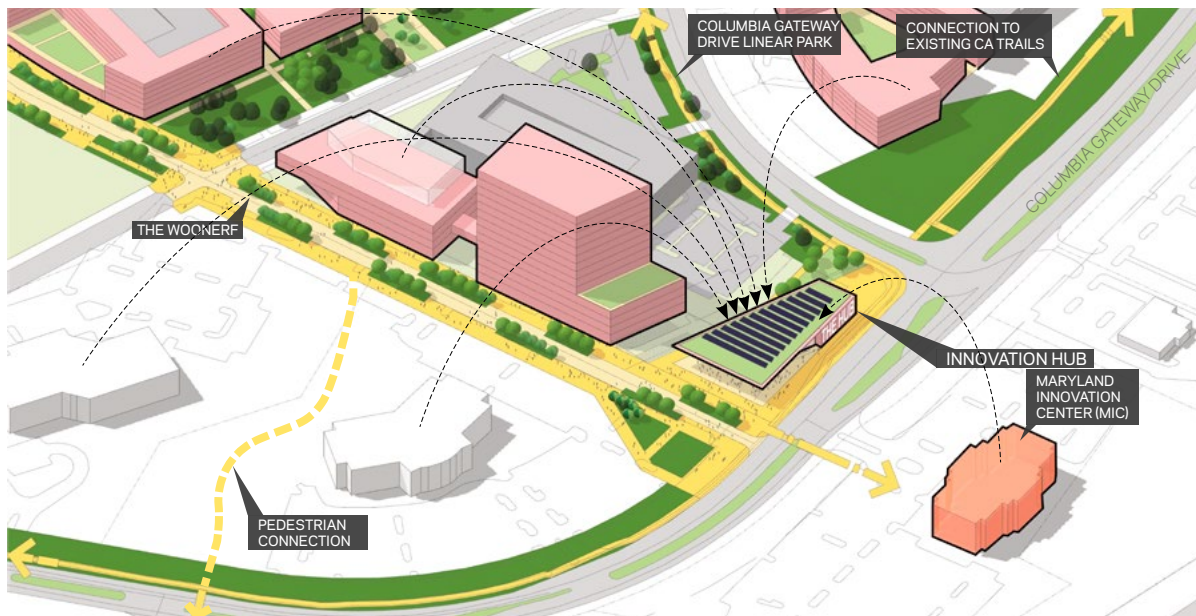 COLUMBIA GATEWAY
DRIVE LINEAR PARK
CONNECTION TO
EXISTING CA TRAILS
COLUMBIA GATEWAY DRIVE
THE WOONERF
THE HUB
INNOVATION HUB
MARYLAND
INNOVATION
CENTER (MIC)
PEDESTRIAN
CONNECTION